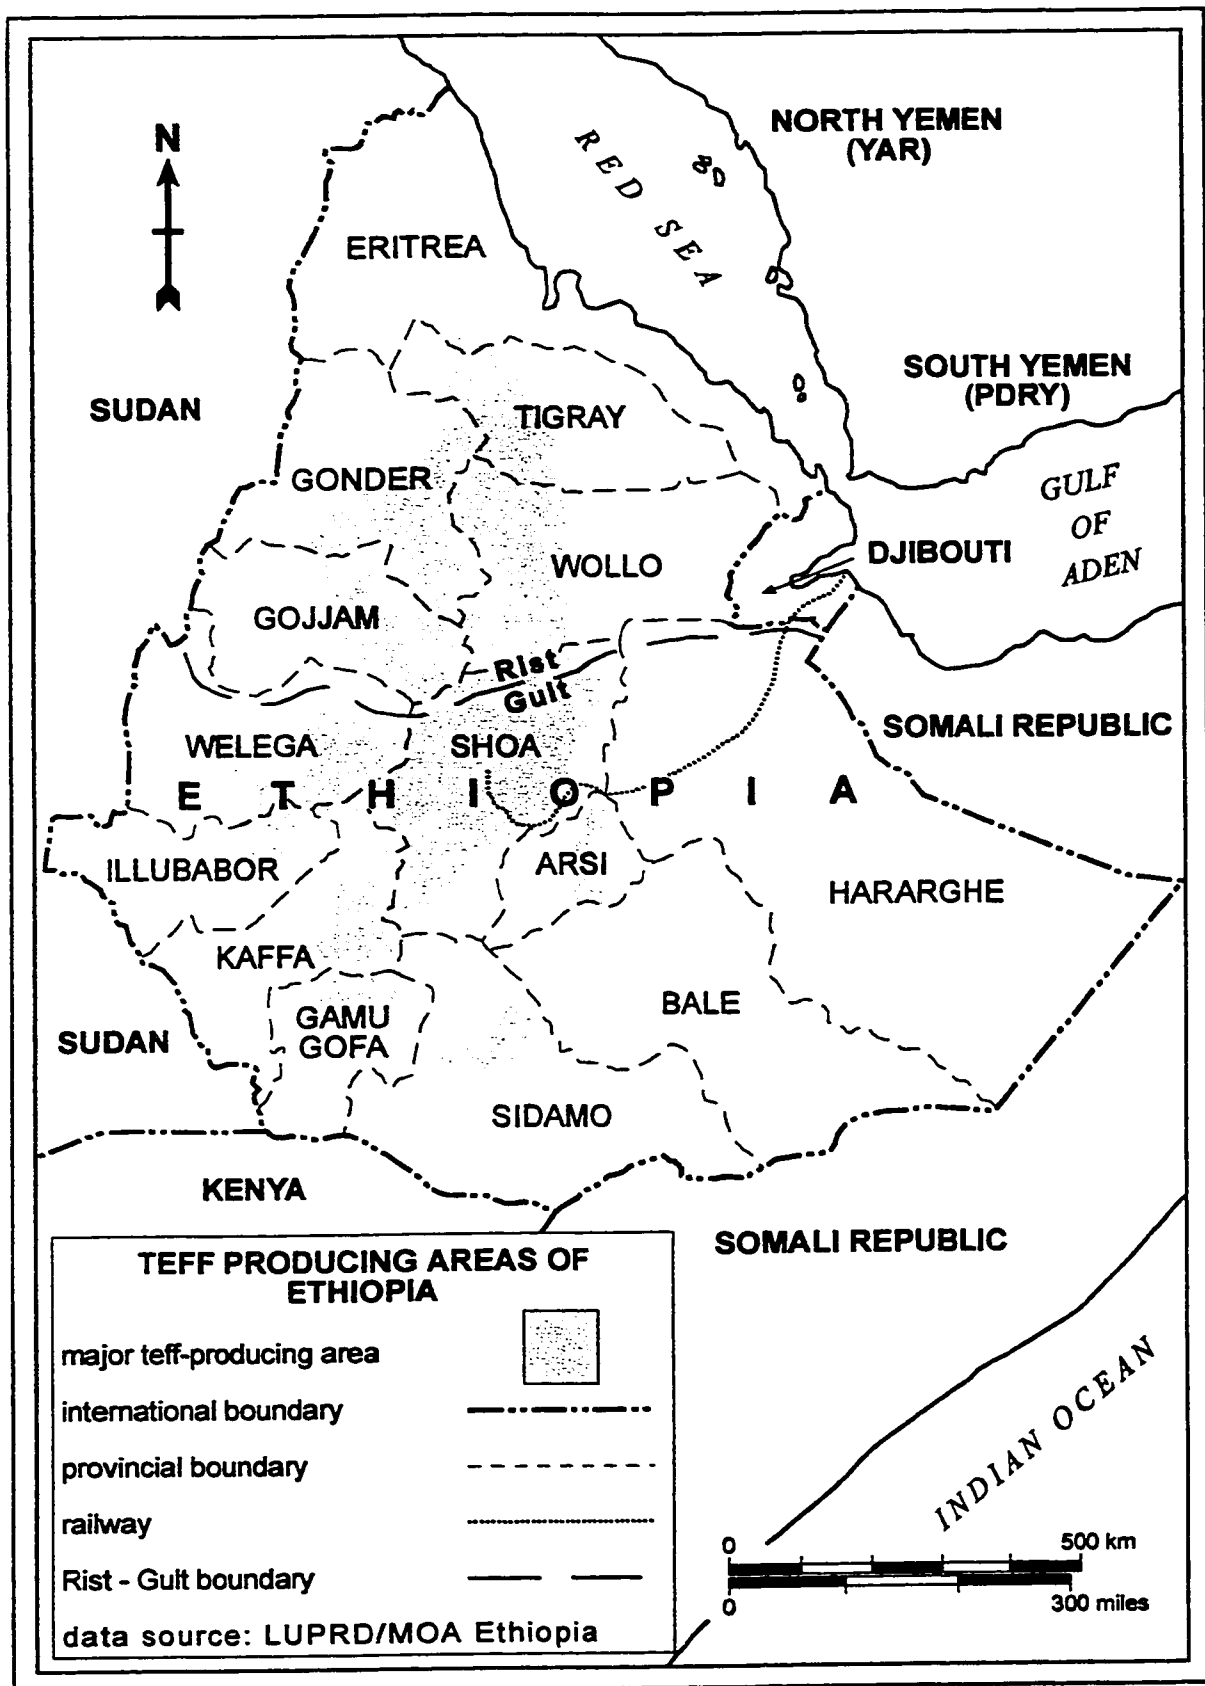 N
NORTH YEMEN
(YAR)
RED SEA
ERITREA
SOUTH YEMEN
(PDRY)
SUDAN
TIGRAY
GONDER
GULF
OF
ADEN
DJIBOUTI
WOLLO
GOJJAM
Rist
Gult
SOMALI REPUBLIC
WELEGA
SHOA
ETHIOPIA
ILLUBABOR
ARSI
HARARGHE
KAFFA
BALE
GAMU
GOFA
SUDAN
SIDAMO
KENYA
SOMALI REPUBLIC
TEFF PRODUCING AREAS OF
ETHIOPIA
major teff-producing area
international boundary
provincial boundary
railway
Rist - Gult boundary
data source: LUPRD/MOA Ethiopia
INDIAN OCEAN
0 500 km
0 300 miles